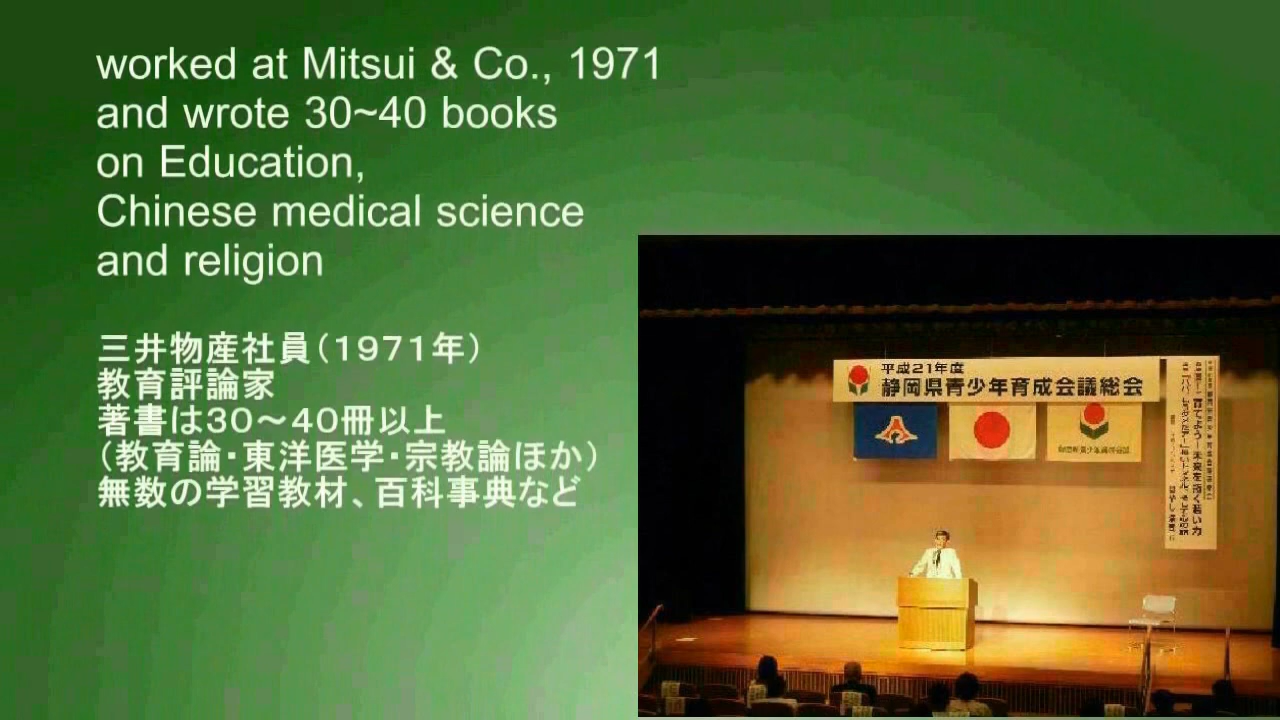 worked at Mitsui & Co., 1971
and wrote 30~40 books
on Education,
Chinese medical science
and religion
三井物産社員（１９７１年）
教育評論家
著書は３０～４０冊以上
（教育論・東洋医学・宗教論ほか）
無数の学習教材、百科事典など
平成21年度
静岡県青少年育成会議総会